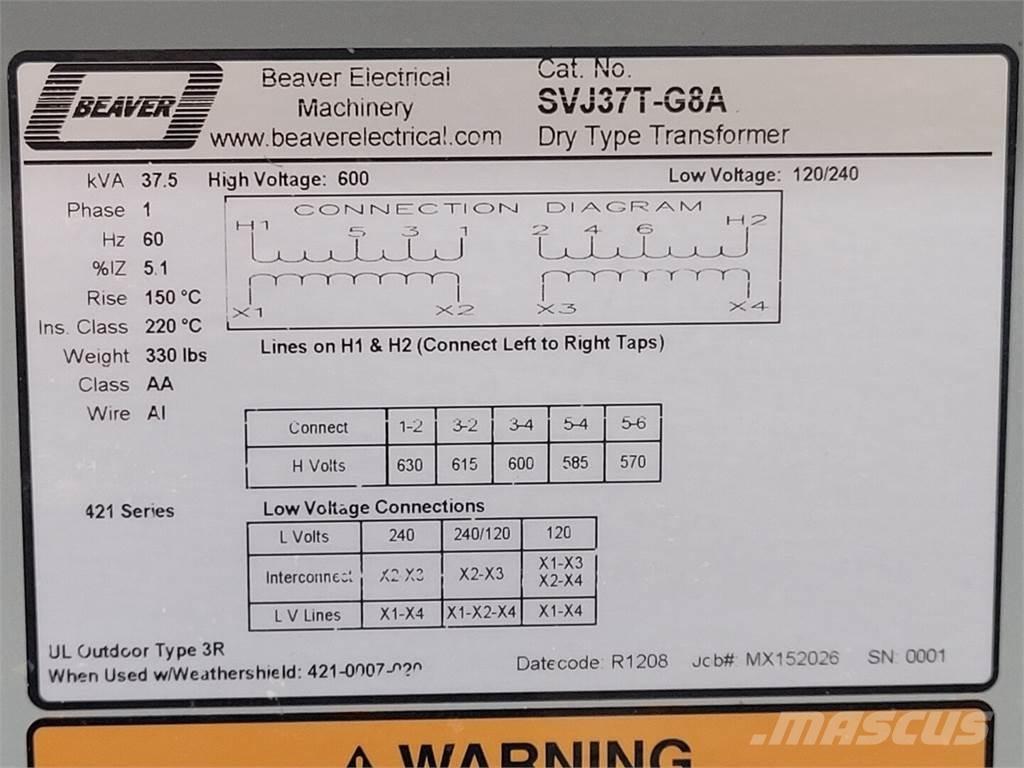 BEAVER
Beaver Electrical
Machinery
www.beaverelectrical.com
Cat. No.
SVJ37T-G8A
Dry Type Transformer
kVA 37.5
Phase 1
Hz 60
%IZ 5.1
Rise 150 °C
Ins. Class 220 °C
Weight 330 lbs
Class AA
Wire Al
421 Series
High Voltage: 600
Low Voltage: 120/240
CONNECTION DIAGRAM
H1 5 3 1 2 4 6 H2
X1 X2 X3 X4
Lines on H1 & H2 (Connect Left to Right Taps)
Connect 1-2 3-2 3-4 5-4 5-6
H Volts 630 615 600 585 570
Low Voltage Connections
L Volts 240 240/120 120
Interconnect X2-X3 X2-X3 X1-X3
X2-X4
L V Lines X1-X4 X1-X2-X4 X1-X4
UL Outdoor Type 3R
When Used w/Weathershield:
Datecode: R1208 Job#: MX152026 SN: 0001
WARNING
mascus